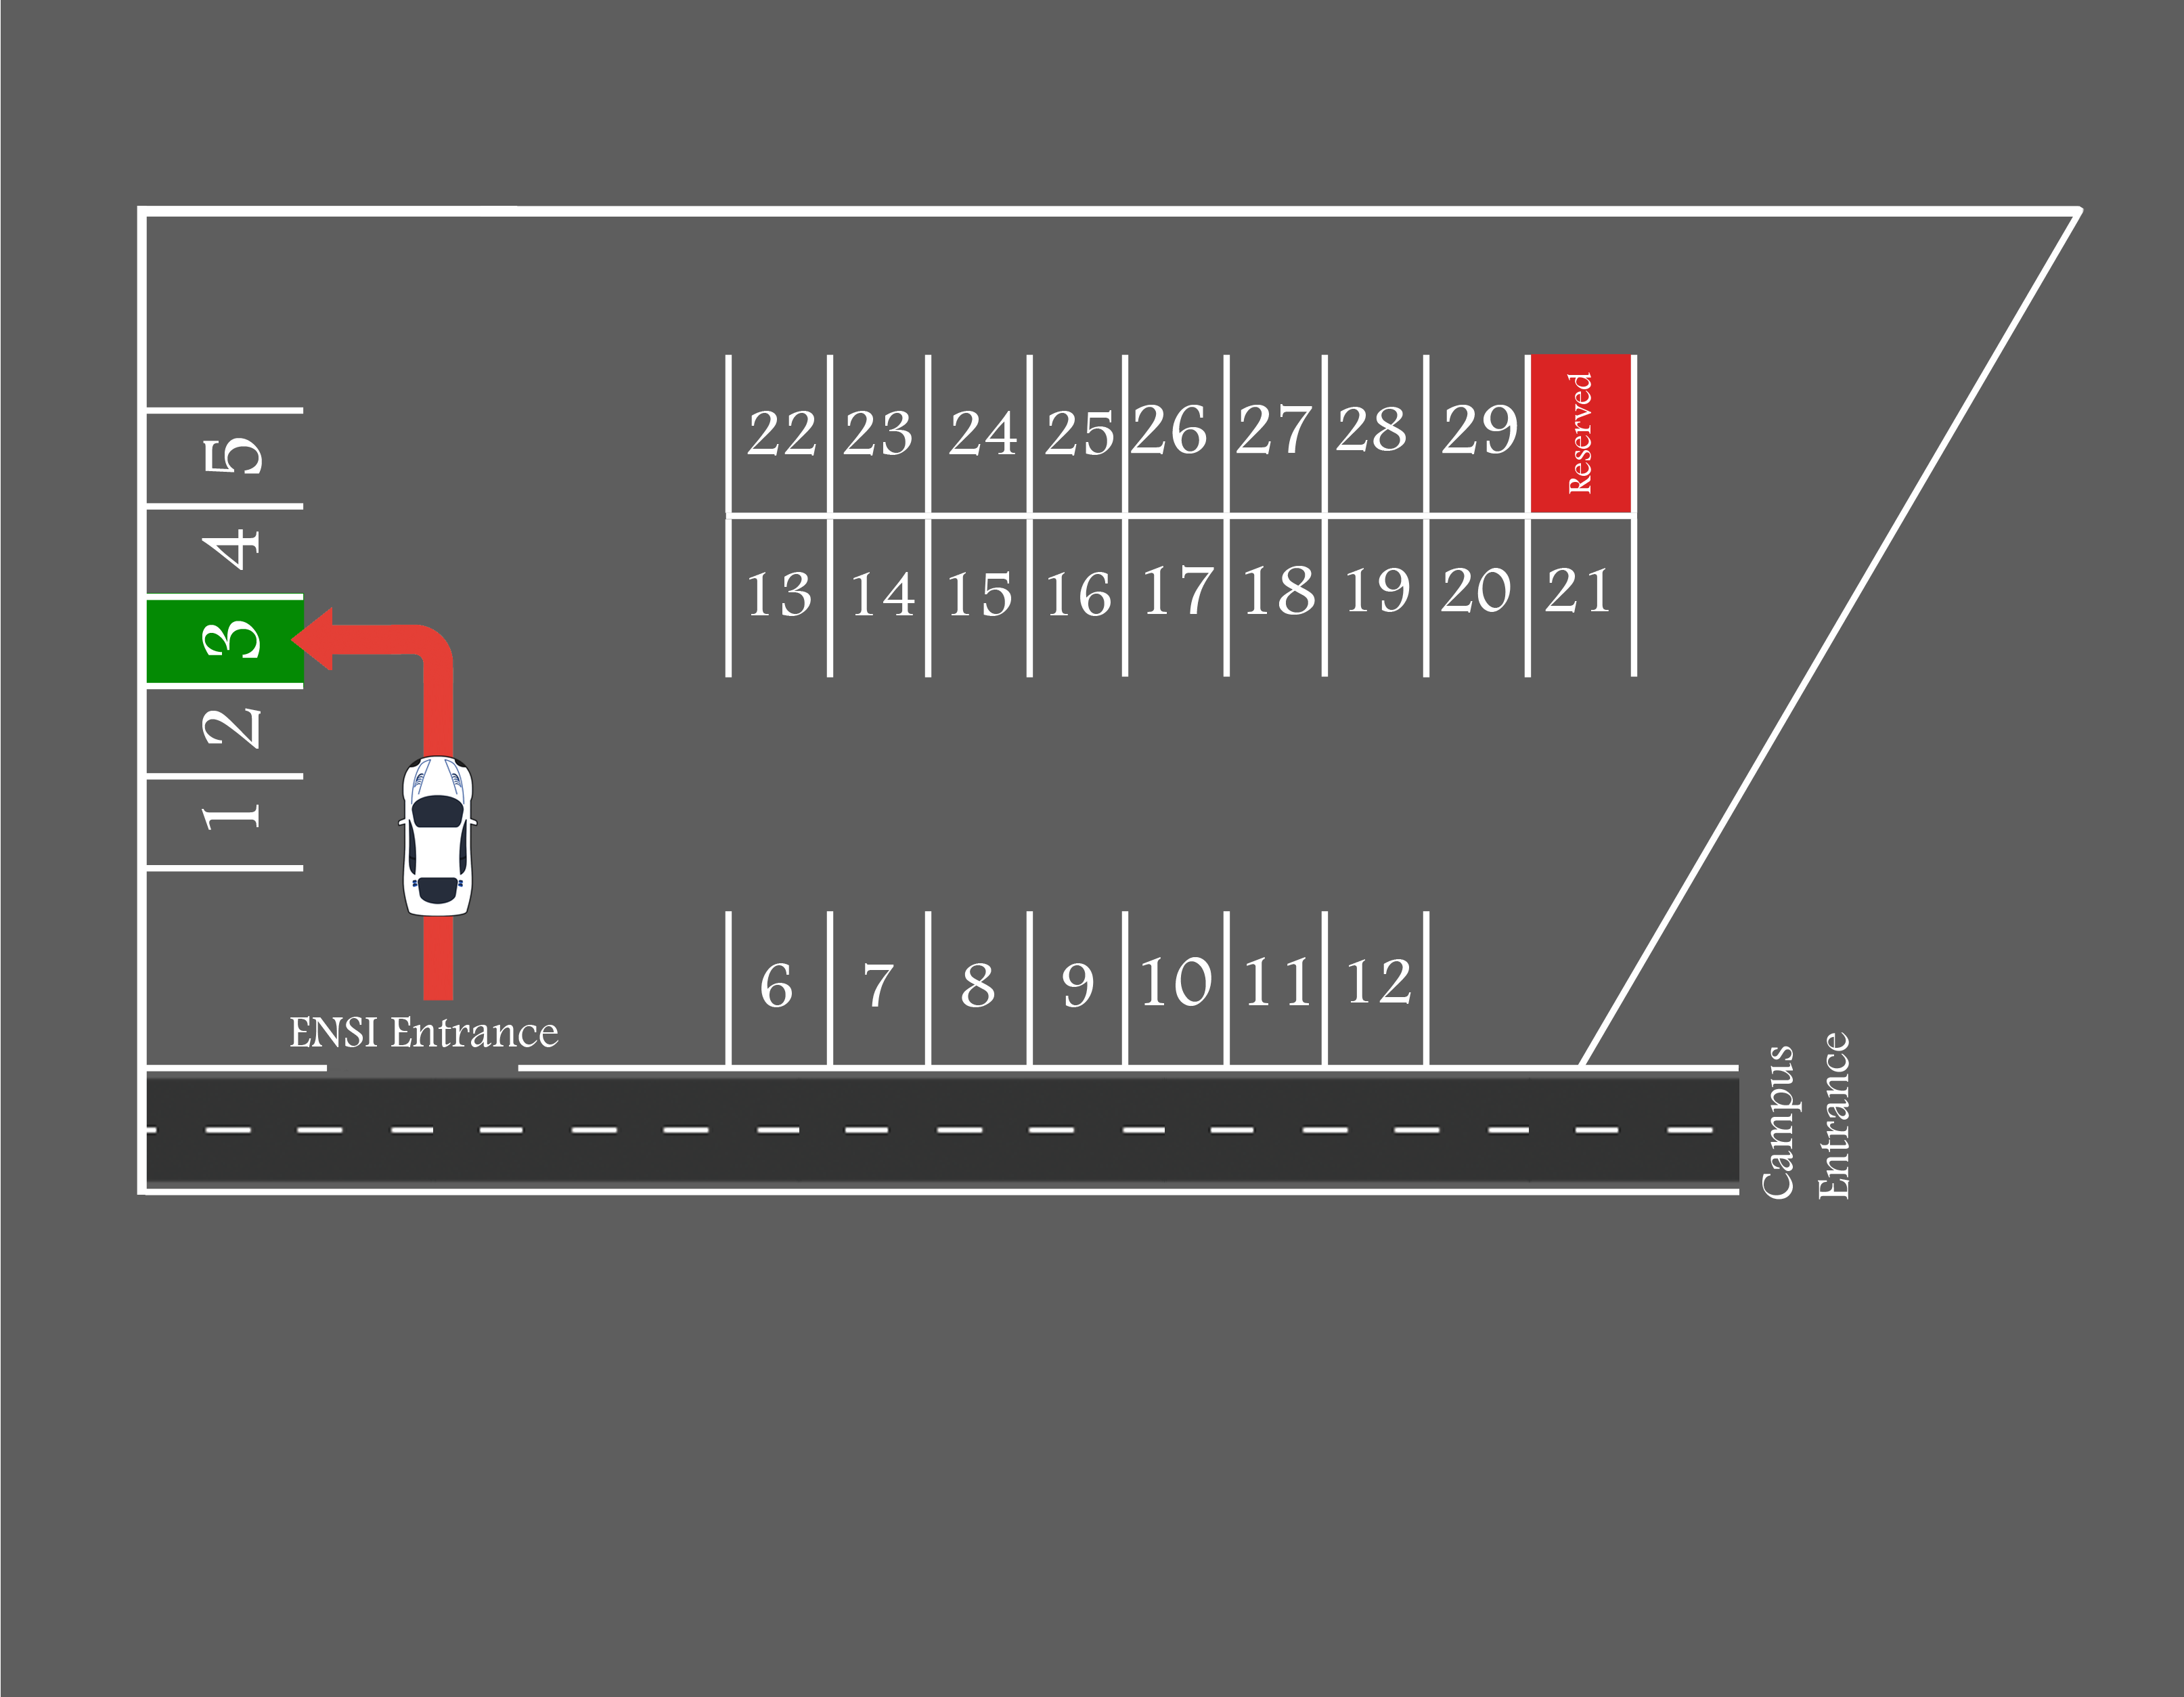 22 23 24 25 26 27 28 29 Reserved
13 14 15 16 17 18 19 20 21
5
4
3
2
1
6 7 8 9 10 11 12
ENSI Entrance
Campus
Entrance